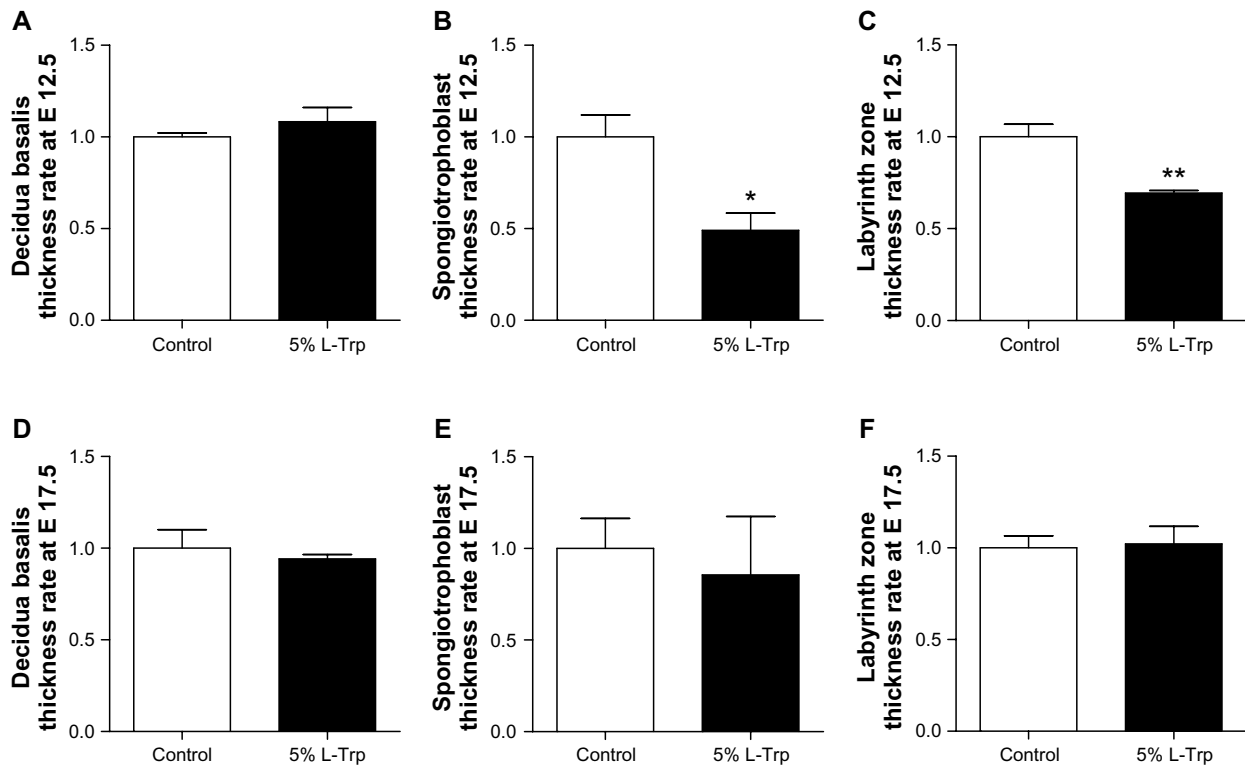 A
Decidua basalis
thickness rate at E 12.5
1.5
1.0
0.5
0.0
Control
5% L-Trp
B
Spongiotrophoblast
thickness rate at E 12.5
1.5
1.0
0.5
0.0
*
Control
5% L-Trp
C
Labyrinth zone
thickness rate at E 12.5
1.5
1.0
0.5
0.0
**
Control
5% L-Trp
D
Decidua basalis
thickness rate at E 17.5
1.5
1.0
0.5
0.0
Control
5% L-Trp
E
Spongiotrophoblast
thickness rate at E 17.5
1.5
1.0
0.5
0.0
Control
5% L-Trp
F
Labyrinth zone
thickness rate at E 17.5
1.5
1.0
0.5
0.0
Control
5% L-Trp